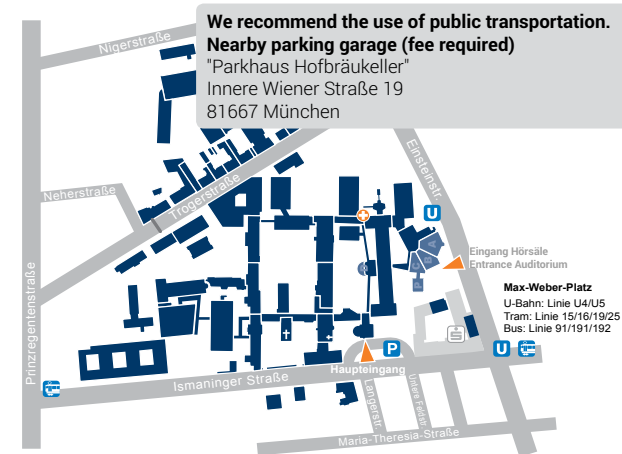 We recommend the use of public transportation.
Nearby parking garage (fee required)
"Parkhaus Hofbräukeller"
Innere Wiener Straße 19
81667 München
Nigerstraße
Einsteinstr.
Neherstraße
Trogerstraße
U
A
B
C
P
Eingang Hörsäle
Entrance Auditorium
Prinzregentenstraße
Max-Weber-Platz
U-Bahn: Linie U4/U5
Tram: Linie 15/16/19/25
Bus: Linie 91/191/192
P
U
Haupteingang
Ismaninger Straße
Langerstr.
Untere Feldstr.
Maria-Theresia-Straße